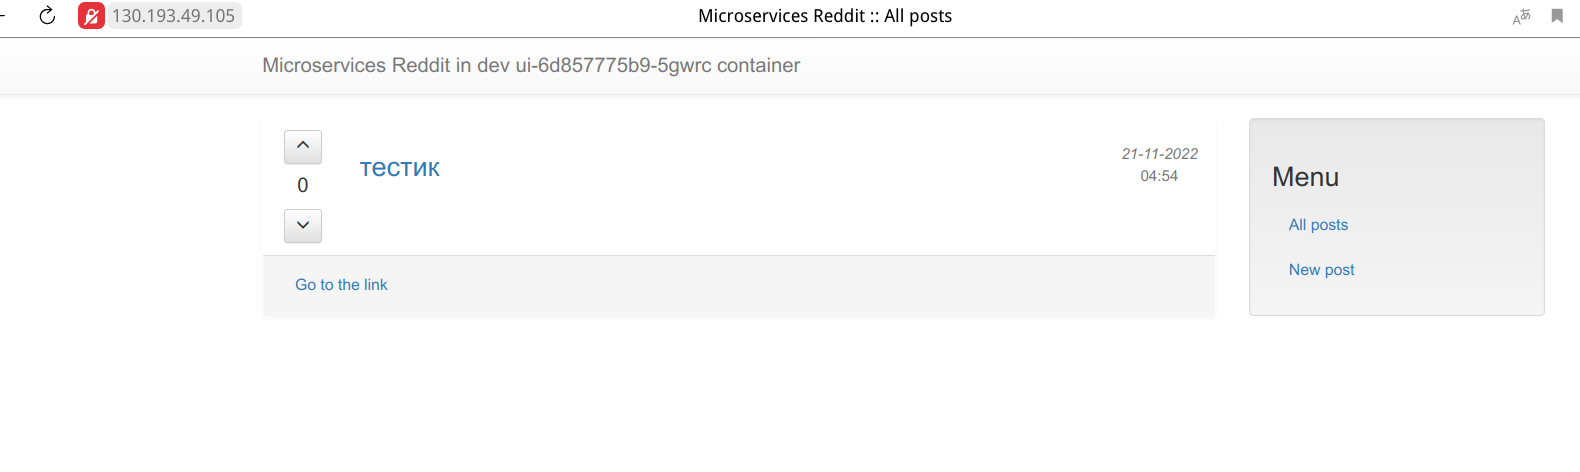 130.193.49.105 Microservices Reddit :: All posts
Microservices Reddit in dev ui-6d857775b9-5gwrc container
тестик
0
21-11-2022
04:54
Go to the link
Menu
All posts
New post